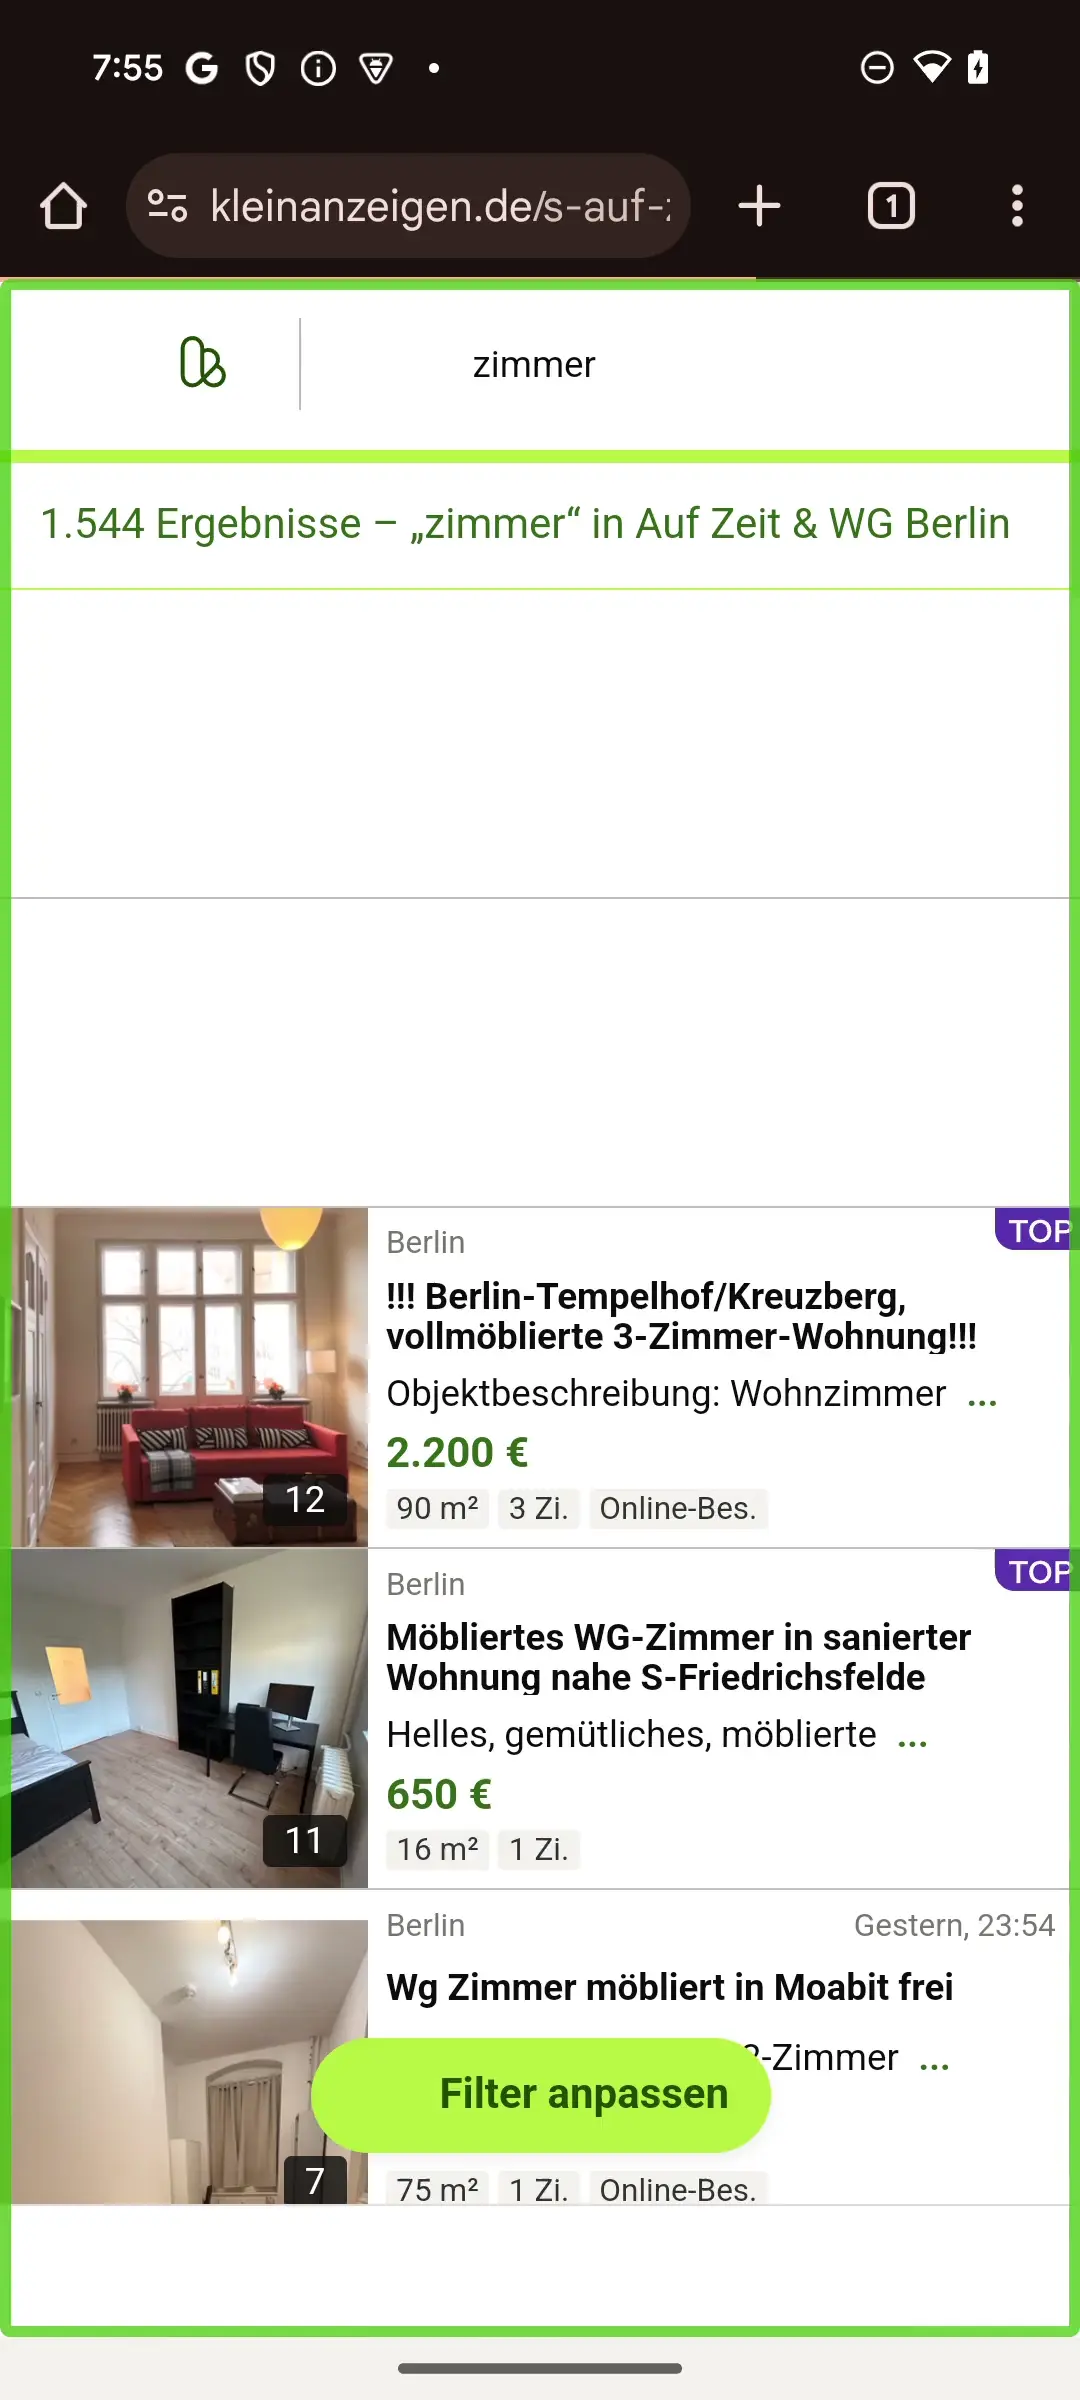 7:55
kleinanzeigen.de/s-auf-
1
zimmer
1.544 Ergebnisse – „zimmer“ in Auf Zeit & WG Berlin
Berlin
TOP
!!! Berlin-Tempelhof/Kreuzberg,
vollmöblierte 3-Zimmer-Wohnung!!!
Objektbeschreibung: Wohnzimmer ...
2.200 €
12
90 m² 3 Zi. Online-Bes.
Berlin
TOP
Möbliertes WG-Zimmer in sanierter
Wohnung nahe S-Friedrichsfelde
Helles, gemütliches, möblierte ...
650 €
11
16 m² 1 Zi.
Berlin Gestern, 23:54
Wg Zimmer möbliert in Moabit frei
-Zimmer ...
Filter anpassen
7
75 m² 1 Zi. Online-Bes.